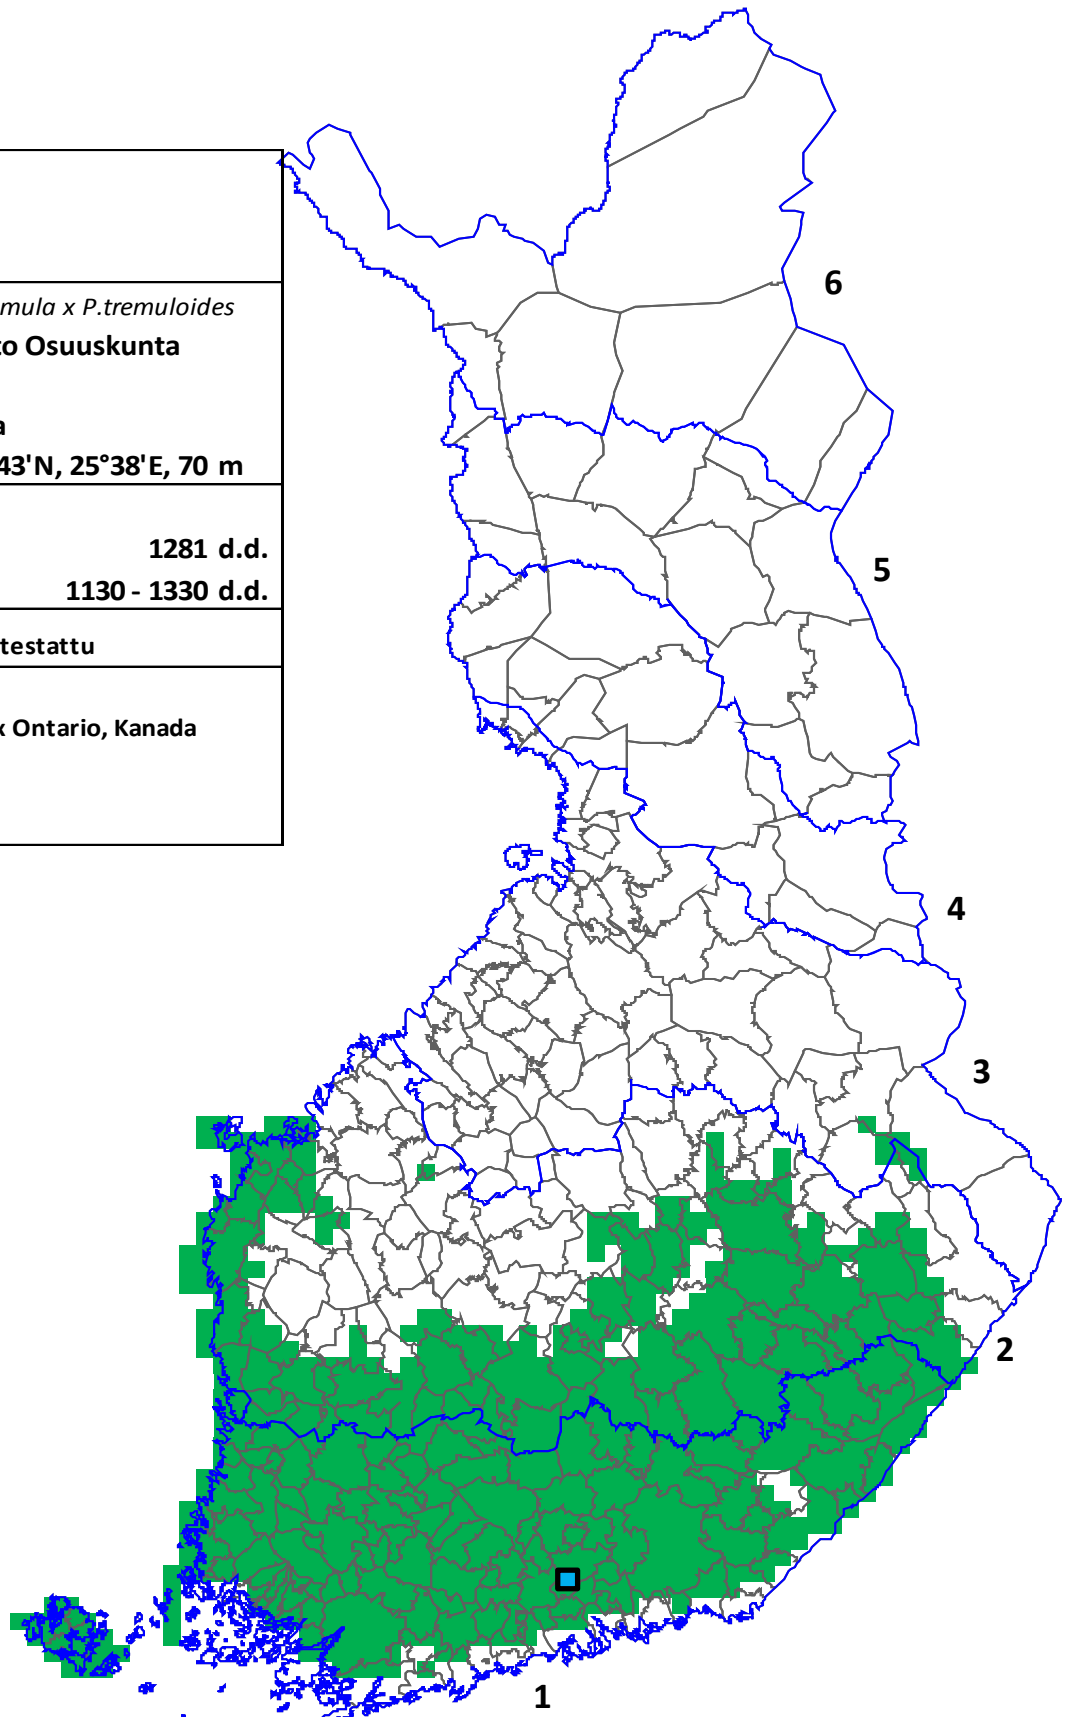 mula x P.tremuloides
to Osuuskunta
a
43'N, 25°38'E, 70 m
1281 d.d.
1130 - 1330 d.d.
testattu
x Ontario, Kanada
6
5
4
3
2
1